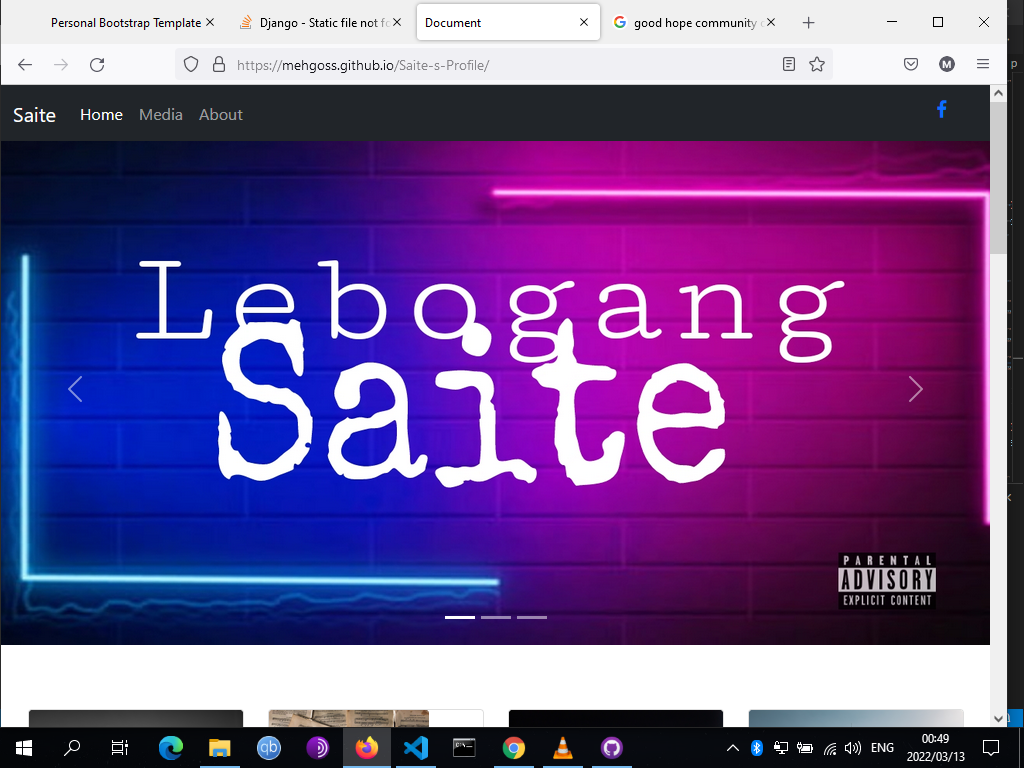 Personal Bootstrap Template
Django - Static file not fo
Document
good hope community c
https://mehgoss.github.io/Saite-s-Profile/
M
Saite
Home
Media
About
Lebogang
Saite
PARENTAL
ADVISORY
EXPLICIT CONTENT
qb
ENG
00:49
2022/03/13